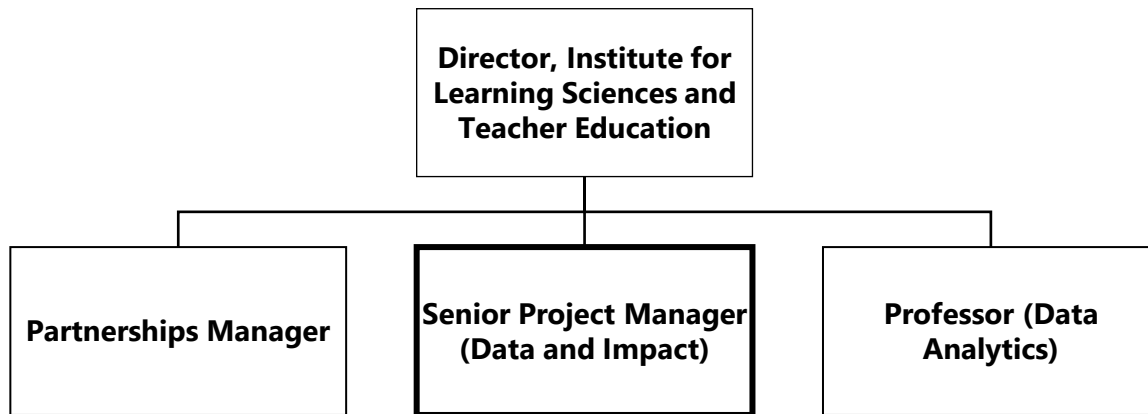 Director, Institute for
Learning Sciences and
Teacher Education
Partnerships Manager
Senior Project Manager
(Data and Impact)
Professor (Data
Analytics)